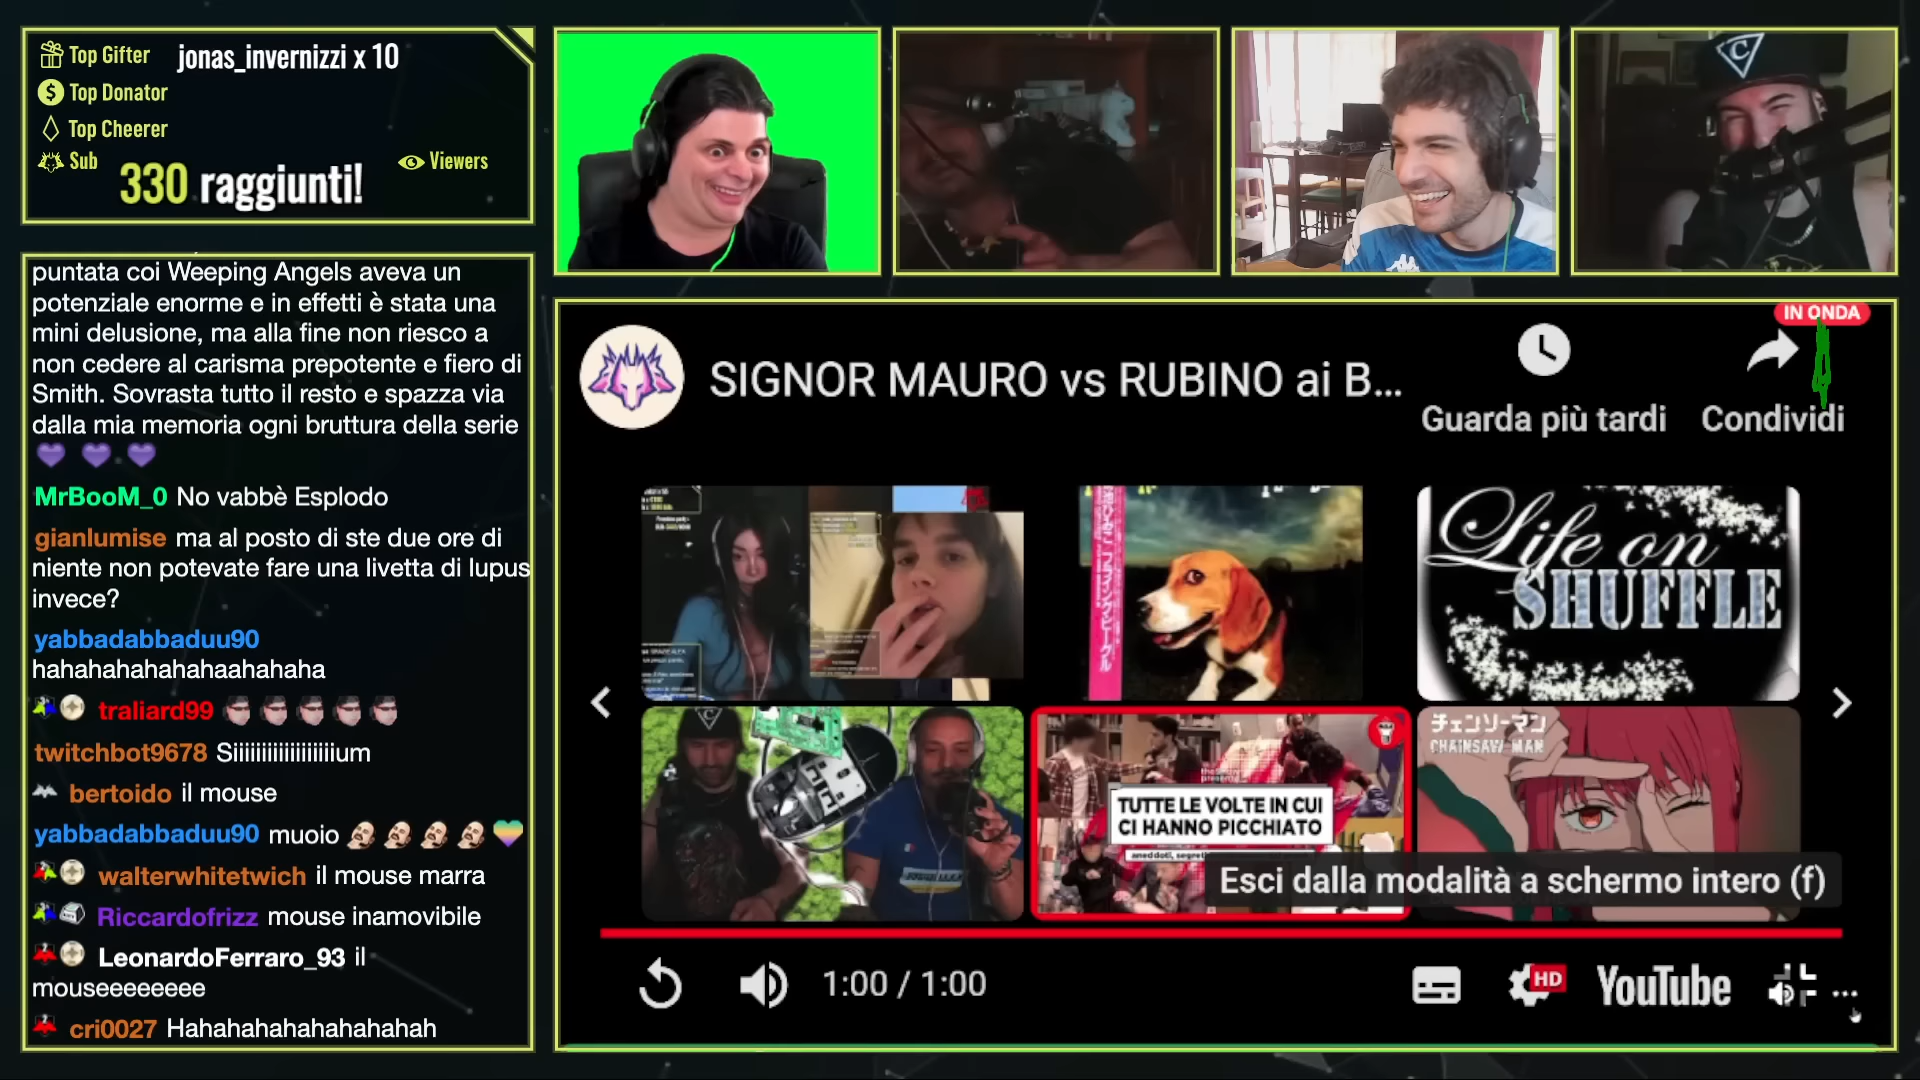 Top Gifter jonas_invernizzi x 10
Top Donator
Top Cheerer
Sub
Viewers
330 raggiunti!
puntata coi Weeping Angels aveva un
potenziale enorme e in effetti è stata una
mini delusione, ma alla fine non riesco a
non cedere al carisma prepotente e fiero di
Smith. Sovrasta tutto il resto e spazza via
dalla mia memoria ogni bruttura della serie
MrBooM_0 No vabbè Esplodo
gianlumise ma al posto di ste due ore di
niente non potevate fare una livetta di lupus
invece?
yabbadabbaduu90
hahahahahahahaahahaha
traliard99
twitchbot9678 Siiiiiiiiiiiiiiiiiium
bertoido il mouse
yabbadabbaduu90 muoio
walterwhitetwich il mouse marra
Riccardofrizz mouse inamovibile
LeonardoFerraro_93 il
mouseeeeeeee
cri0027 Hahahahahahahahahah
C
IN ONDA
SIGNOR MAURO vs RUBINO ai B...
Guarda più tardi
Condividi
Life on
SHUFFLE
TUTTE LE VOLTE IN CUI
CI HANNO PICCHIATO
チェンソーマン
CHAINSAW MAN
Esci dalla modalità a schermo intero (f)
1:00 / 1:00
HD
YouTube